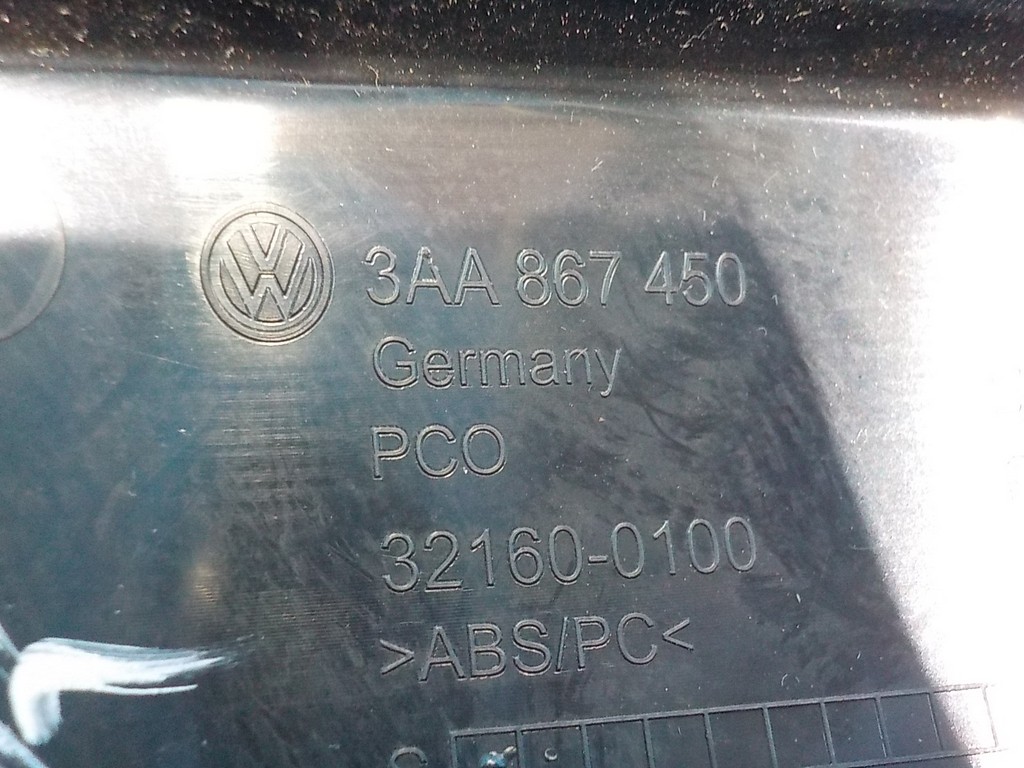 3AA 867 450
Germany
PCO
32160-0100
>ABS/PC<